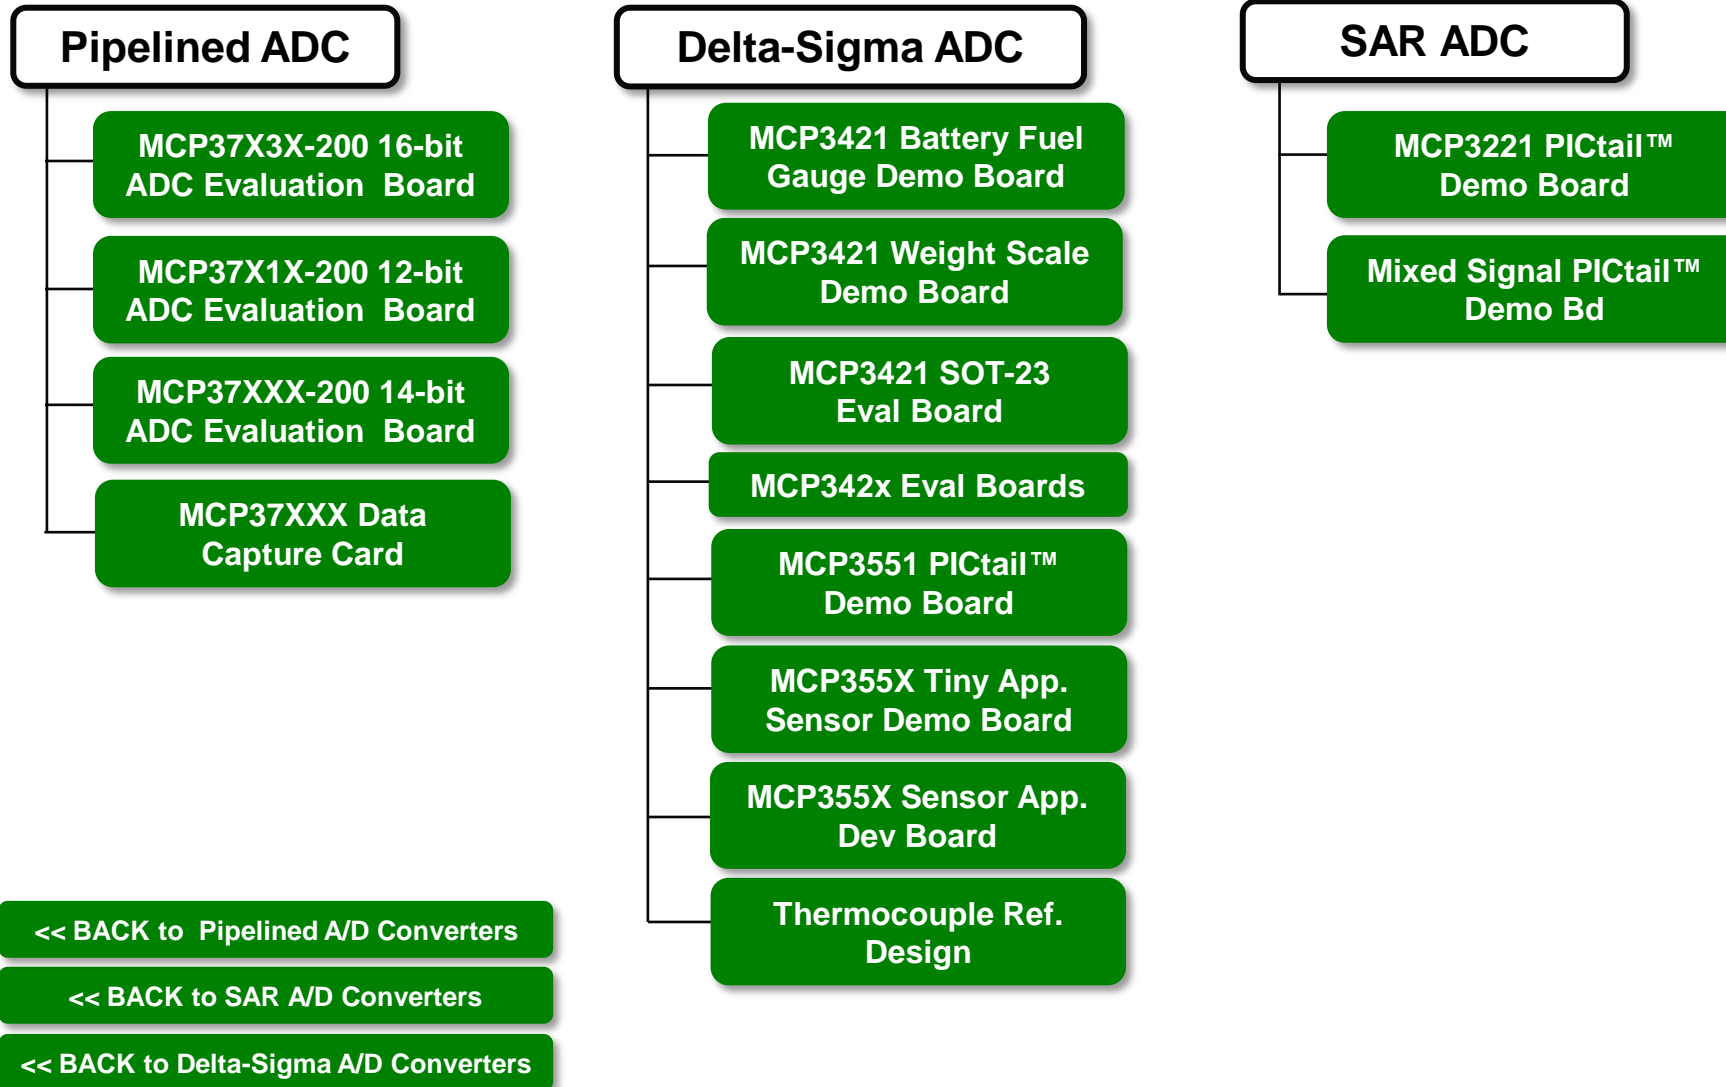 Pipelined ADC
MCP37X3X-200 16-bit
ADC Evaluation Board
MCP37X1X-200 12-bit
ADC Evaluation Board
MCP37XXX-200 14-bit
ADC Evaluation Board
MCP37XXX Data
Capture Card
Delta-Sigma ADC
MCP3421 Battery Fuel
Gauge Demo Board
MCP3421 Weight Scale
Demo Board
MCP3421 SOT-23
Eval Board
MCP342x Eval Boards
MCP3551 PICtail™
Demo Board
MCP355X Tiny App.
Sensor Demo Board
MCP355X Sensor App.
Dev Board
Thermocouple Ref.
Design
SAR ADC
MCP3221 PICtail™
Demo Board
Mixed Signal PICtail™
Demo Bd
<< BACK to Pipelined A/D Converters
<< BACK to SAR A/D Converters
<< BACK to Delta-Sigma A/D Converters